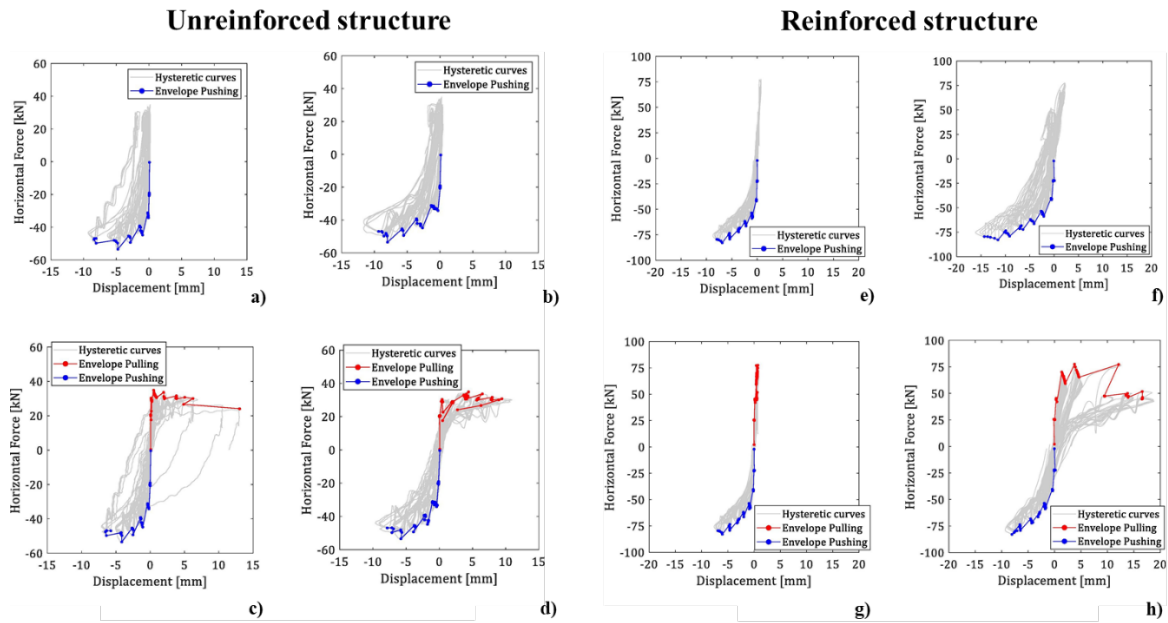 Unreinforced structure
Reinforced structure
Horizontal Force [kN]
60
40
20
0
-20
-40
-60
Hysteretic curves
Envelope Pushing
-15 -10 -5 0 5 10 15
Displacement [mm]
a)
Horizontal Force [kN]
60
40
20
0
-20
-40
-60
Hysteretic curves
Envelope Pushing
-15 -10 -5 0 5 10 15
Displacement [mm]
b)
Horizontal Force [kN]
100
75
50
25
0
-25
-50
-75
-100
Hysteretic curves
Envelope Pushing
-20 -15 -10 -5 0 5 10 15 20
Displacement [mm]
e)
Horizontal Force [kN]
100
75
50
25
0
-25
-50
-75
-100
Hysteretic curves
Envelope Pushing
-20 -15 -10 -5 0 5 10 15 20
Displacement [mm]
f)
Horizontal Force [kN]
60
40
20
0
-20
-40
-60
Hysteretic curves
Envelope Pulling
Envelope Pushing
-15 -10 -5 0 5 10 15
Displacement [mm]
c)
Horizontal Force [kN]
60
40
20
0
-20
-40
-60
Hysteretic curves
Envelope Pulling
Envelope Pushing
-15 -10 -5 0 5 10 15
Displacement [mm]
d)
Horizontal Force [kN]
100
75
50
25
0
-25
-50
-75
-100
Hysteretic curves
Envelope Pulling
Envelope Pushing
-20 -15 -10 -5 0 5 10 15 20
Displacement [mm]
g)
Horizontal Force [kN]
100
75
50
25
0
-25
-50
-75
-100
Hysteretic curves
Envelope Pulling
Envelope Pushing
-20 -15 -10 -5 0 5 10 15 20
Displacement [mm]
h)